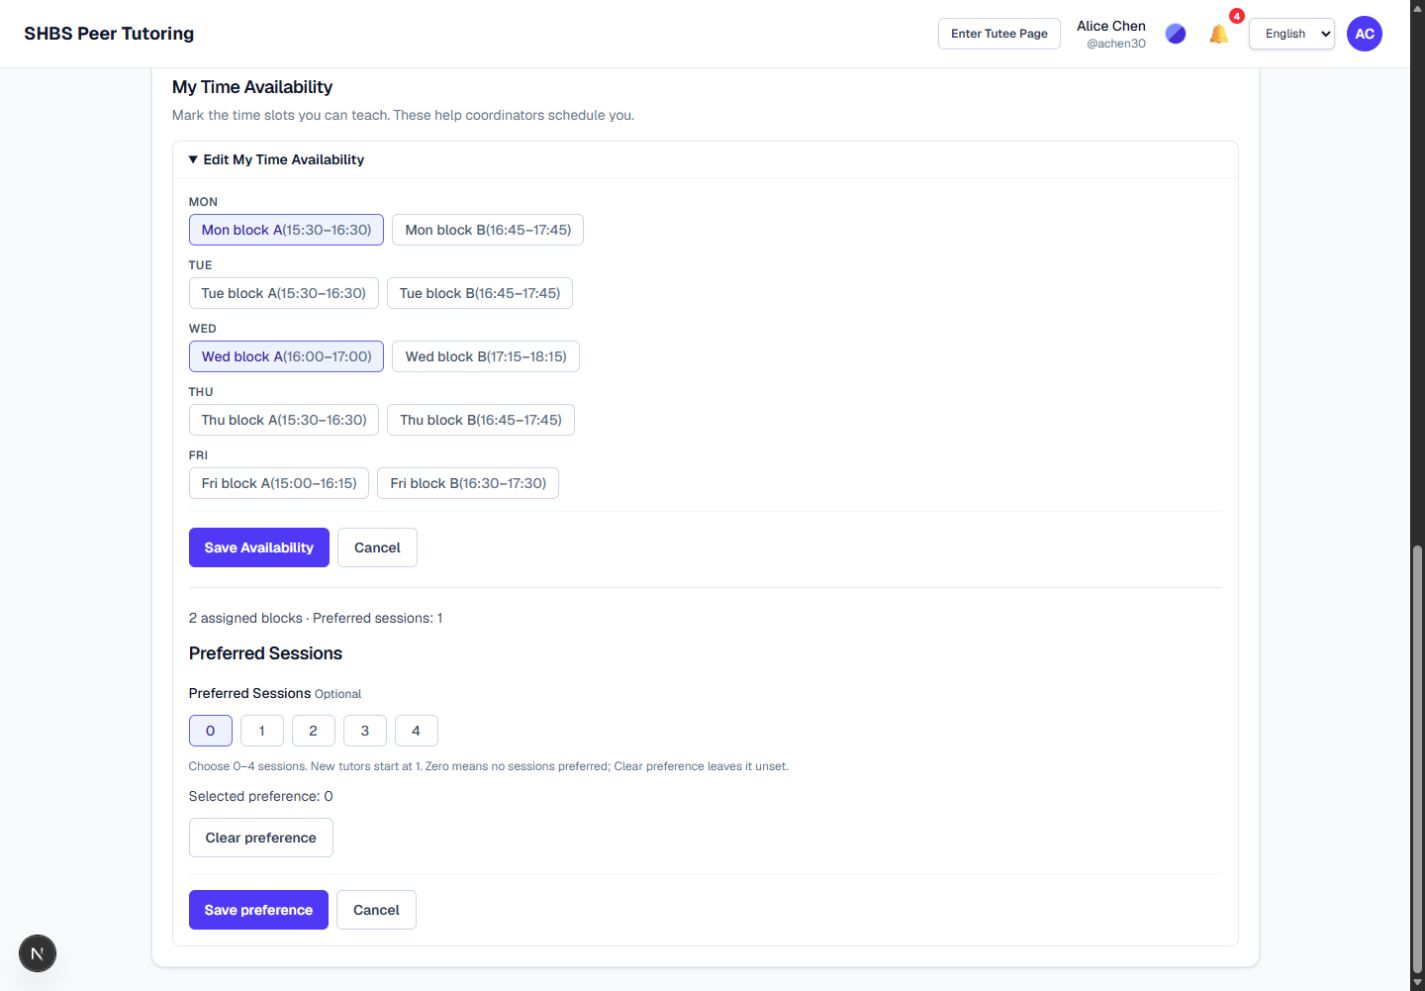 SHBS Peer Tutoring
Enter Tutee Page
Alice Chen
@achen30
4
English
AC
My Time Availability
Mark the time slots you can teach. These help coordinators schedule you.
▼ Edit My Time Availability
MON
Mon block A(15:30–16:30) Mon block B(16:45–17:45)
TUE
Tue block A(15:30–16:30) Tue block B(16:45–17:45)
WED
Wed block A(16:00–17:00) Wed block B(17:15–18:15)
THU
Thu block A(15:30–16:30) Thu block B(16:45–17:45)
FRI
Fri block A(15:00–16:15) Fri block B(16:30–17:30)
Save Availability Cancel
2 assigned blocks · Preferred sessions: 1
Preferred Sessions
Preferred Sessions Optional
0 1 2 3 4
Choose 0–4 sessions. New tutors start at 1. Zero means no sessions preferred; Clear preference leaves it unset.
Selected preference: 0
Clear preference
Save preference Cancel
N